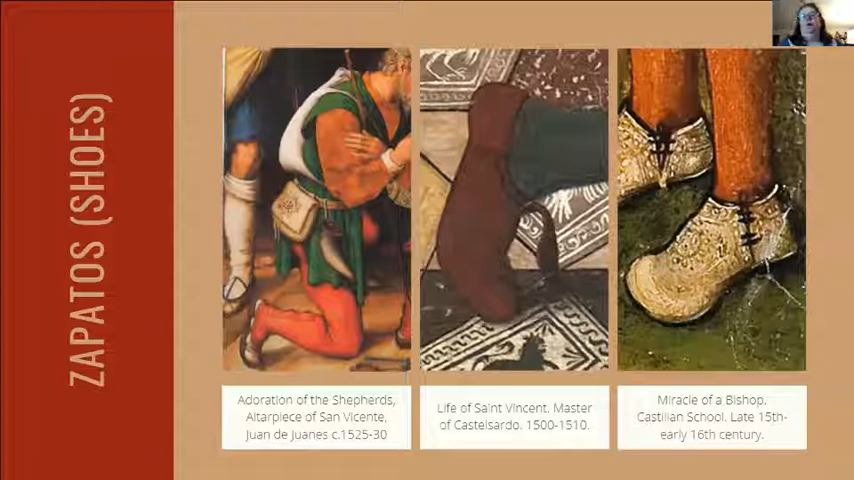 ZAPATOS (SHOES)
Adoration of the Shepherds,
Altarpiece of San Vicente,
Juan de Juanes c.1525-30
Life of Saint Vincent. Master
of Castelsardo. 1500-1510.
Miracle of a Bishop.
Castilian School. Late 15th-
early 16th century.